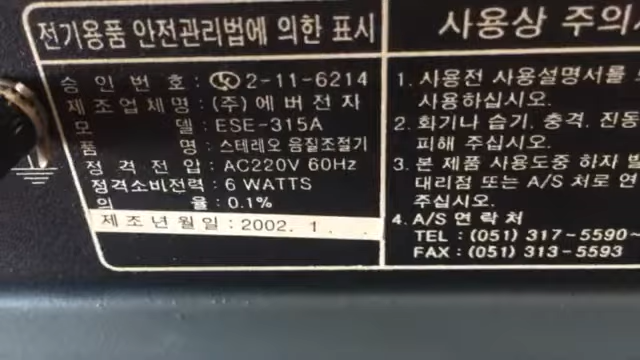 전기용품 안전관리법에 의한 표시
승 인 번 호 : 2-11-6214
제 조 업 체 명 : (주) 에 버 전 자
모 델 : ESE-315A
품 명 : 스테레오 음질조절기
정 격 전 압 : AC220V 60Hz
정격소비전력 : 6 WATTS
의 율 : 0.1%
제 조 년 월 일 : 2002. 1 .
사용상 주의
1. 사용전 사용설명서를
사용하십시오.
2. 화기나 습기, 충격, 진동
피해 주십시오.
3. 본 제품 사용도중 하자
대리점 또는 A/S 처로 연
주십시오.
4. A/S 연 락 처
TEL : (051) 317-5590~
FAX : (051) 313-5593